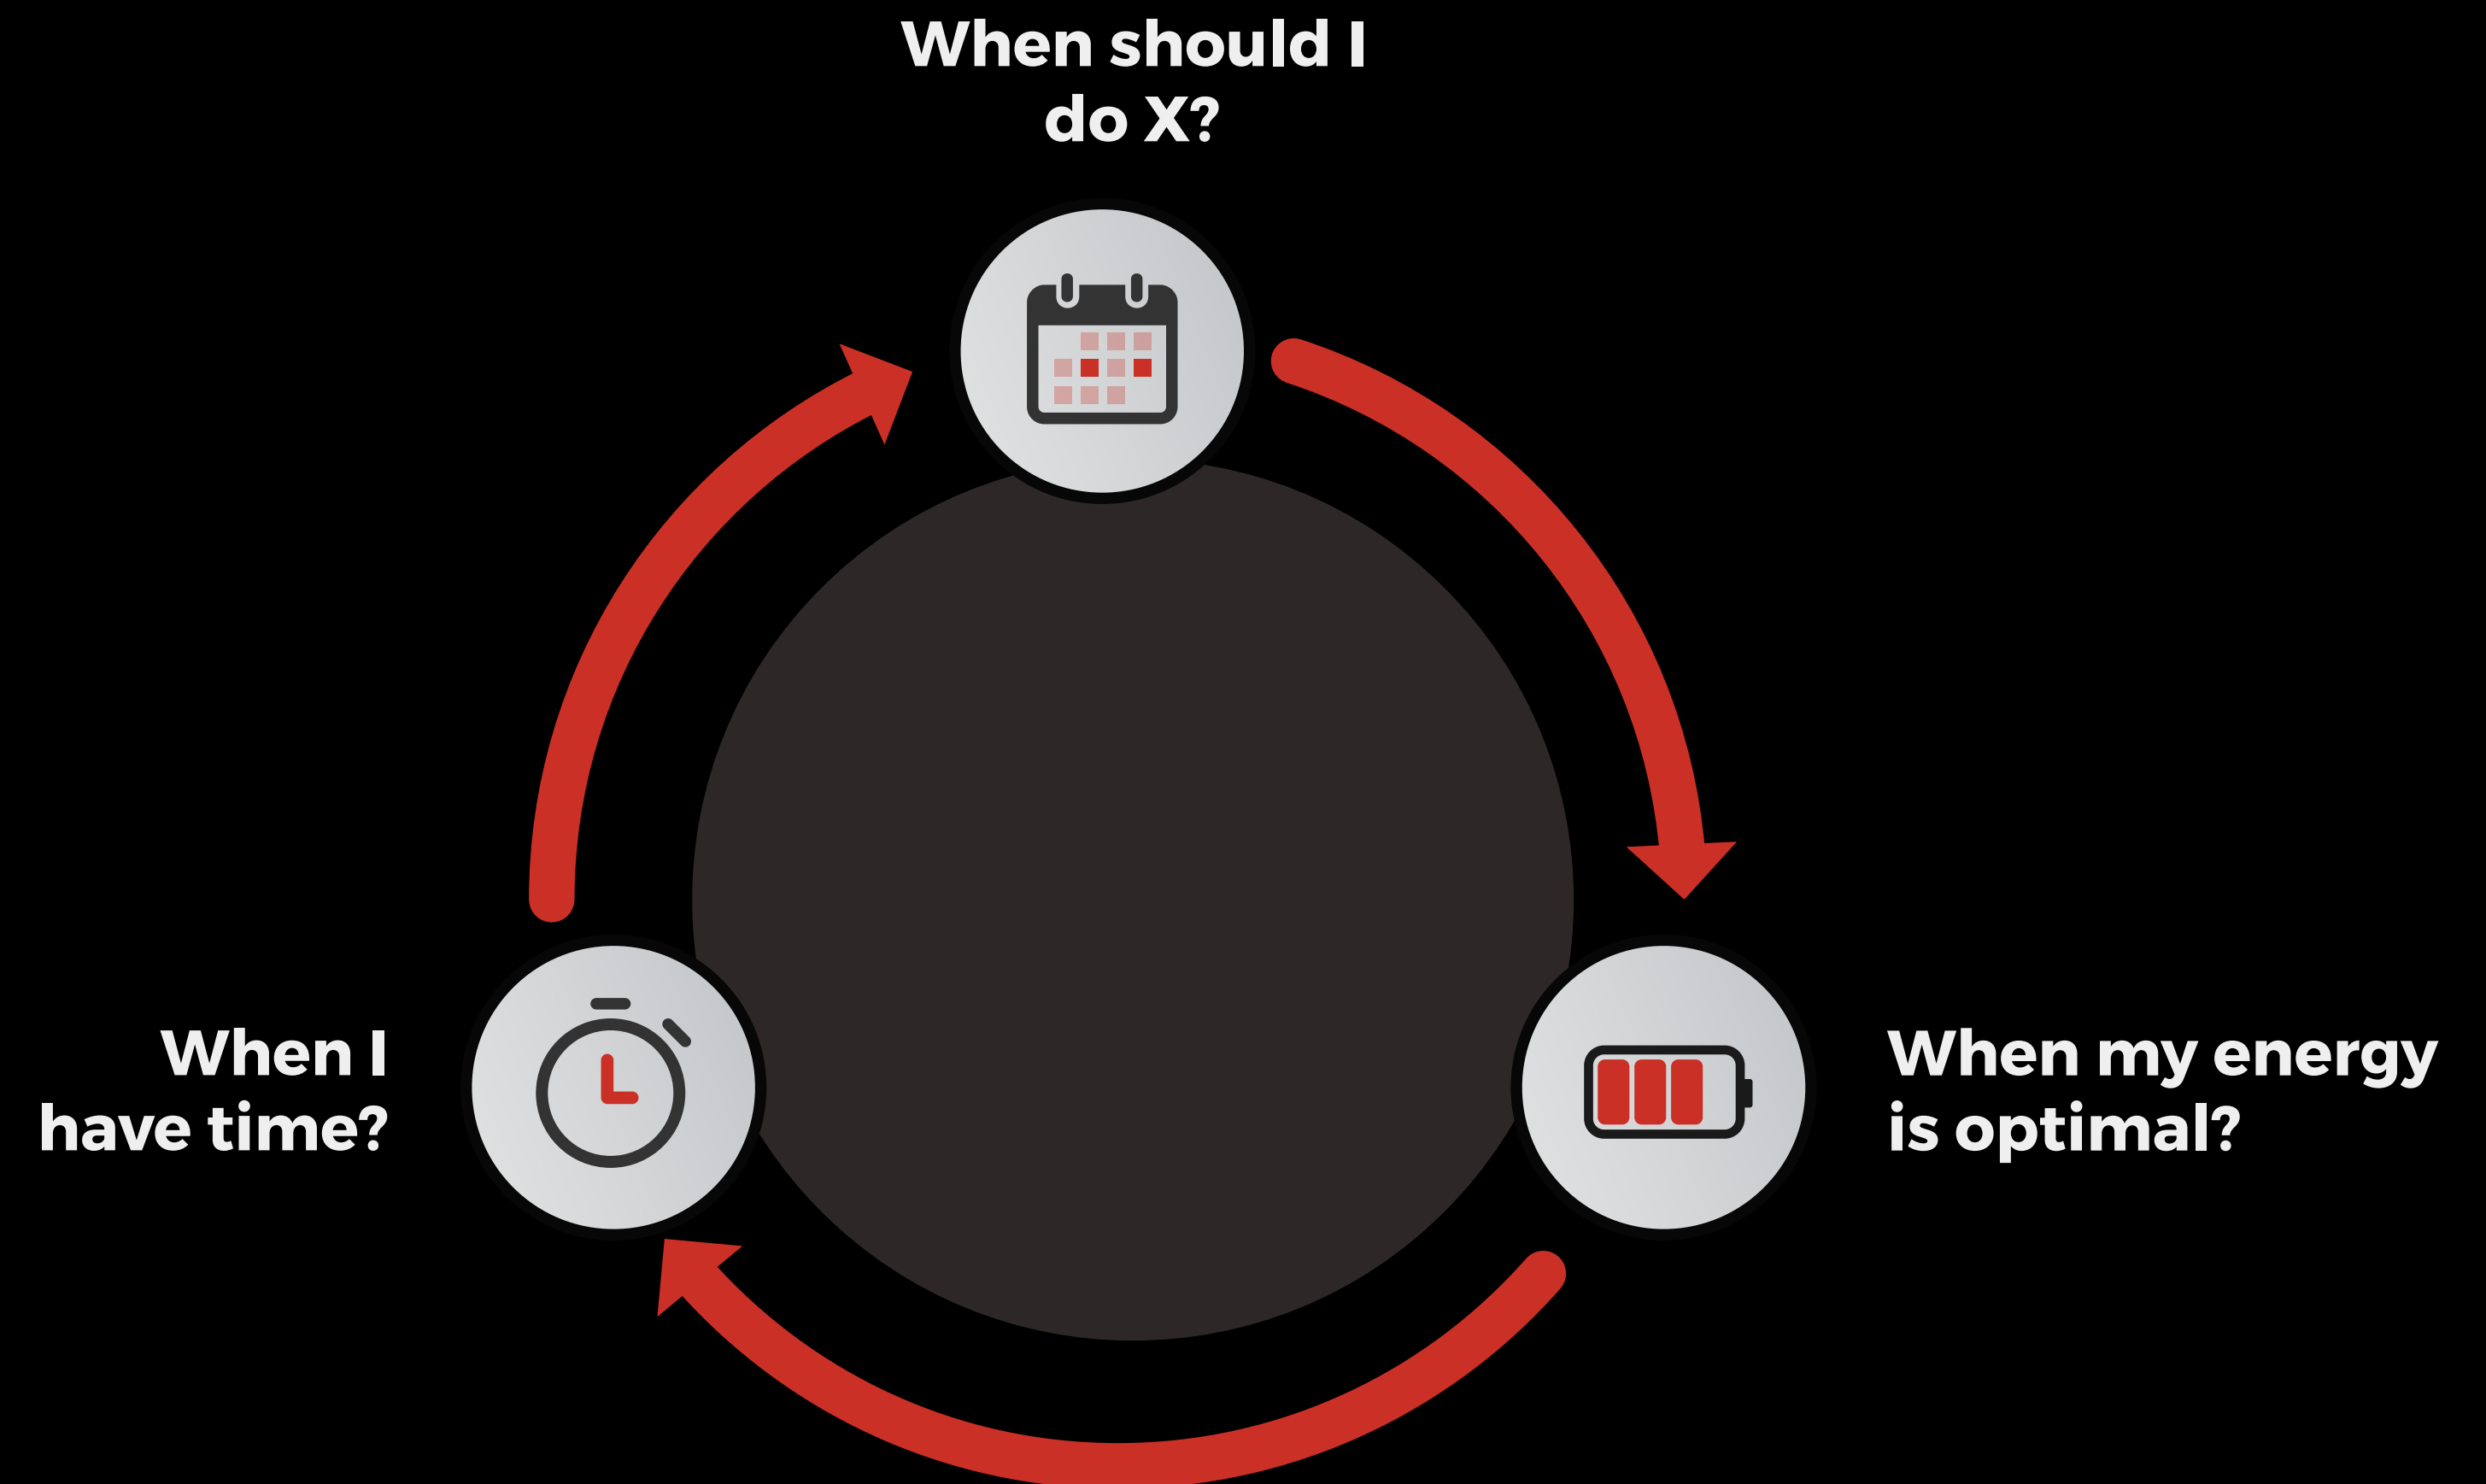 When should I
do X?
When I
have time?
When my energy
is optimal?